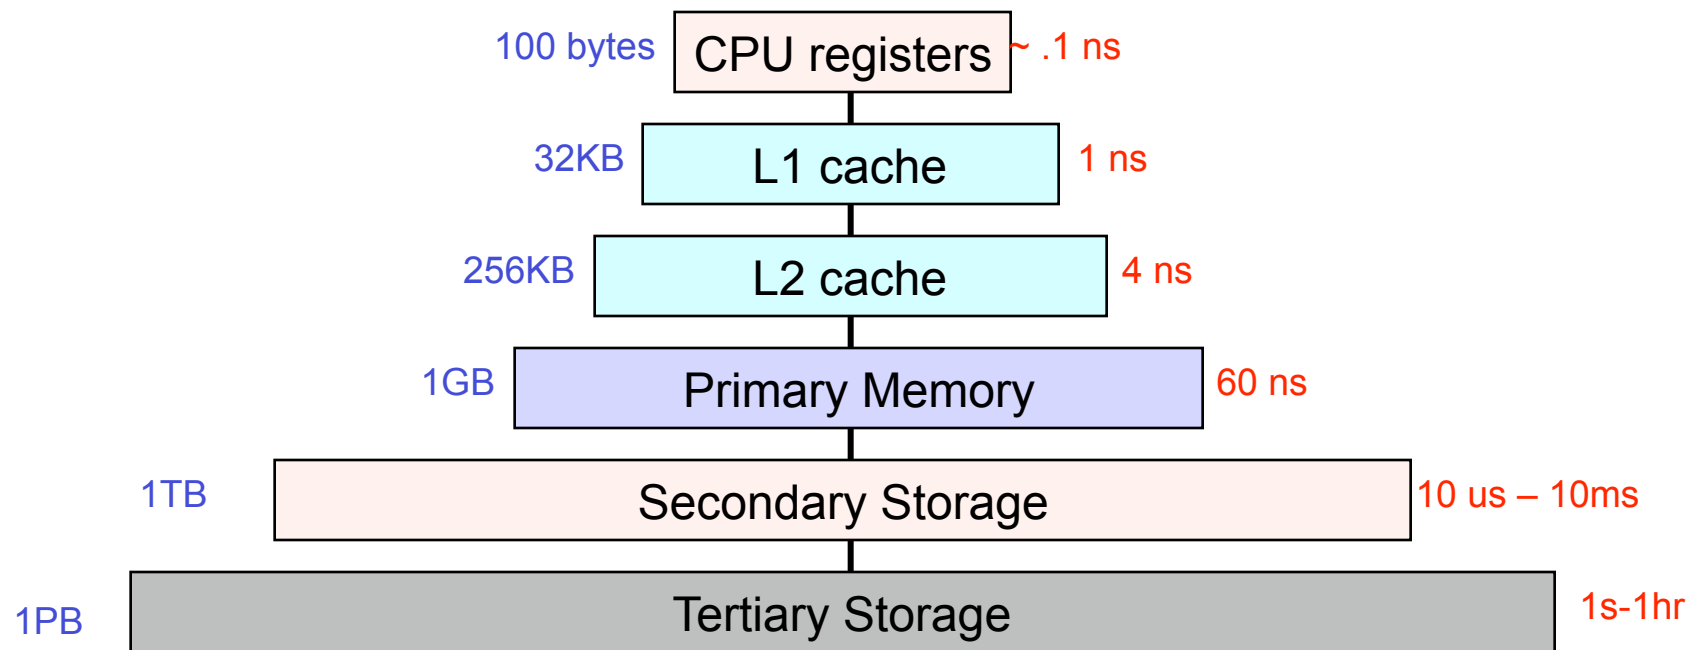 100 bytes CPU registers ~ .1 ns
32KB L1 cache 1 ns
256KB L2 cache 4 ns
1GB Primary Memory 60 ns
1TB Secondary Storage 10 us – 10ms
1PB Tertiary Storage 1s-1hr